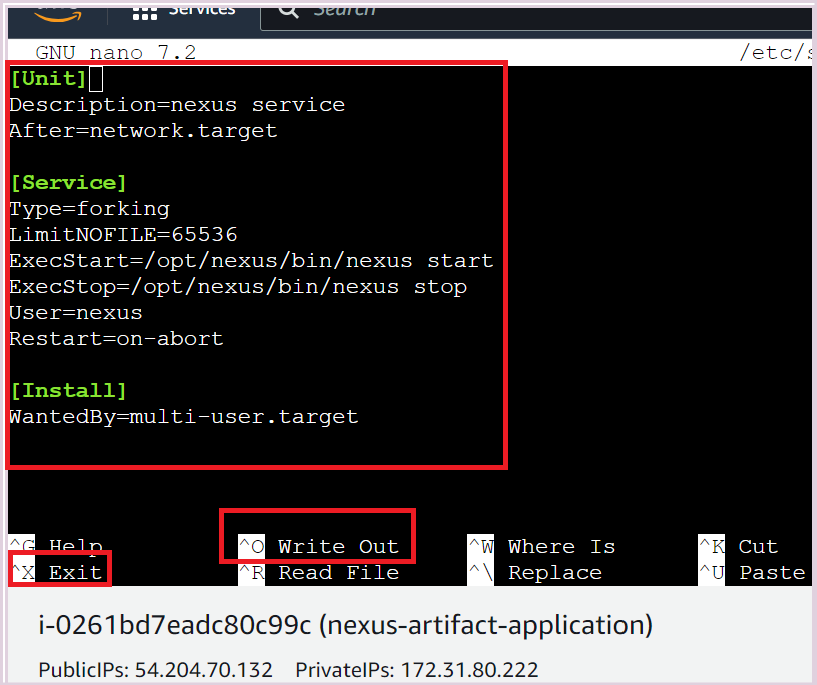 Services
Search
GNU nano 7.2 /etc/s
[Unit]
Description=nexus service
After=network.target
[Service]
Type=forking
LimitNOFILE=65536
ExecStart=/opt/nexus/bin/nexus start
ExecStop=/opt/nexus/bin/nexus stop
User=nexus
Restart=on-abort
[Install]
WantedBy=multi-user.target
^G Help ^O Write Out ^W Where Is ^K Cut
^X Exit ^R Read File ^\ Replace ^U Paste
i-0261bd7eadc80c99c (nexus-artifact-application)
PublicIPs: 54.204.70.132 PrivateIPs: 172.31.80.222